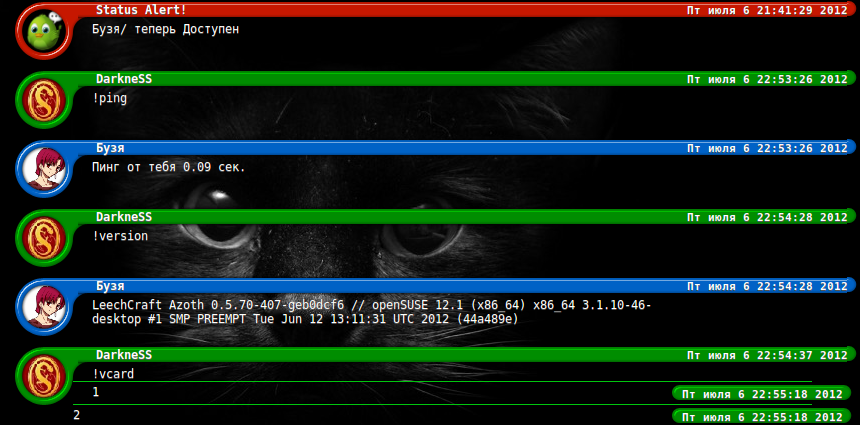 Status Alert! Пт июля 6 21:41:29 2012
Бузя/ теперь Доступен
DarkneSS Пт июля 6 22:53:26 2012
!ping
Бузя Пт июля 6 22:53:26 2012
Пинг от тебя 0.09 сек.
DarkneSS Пт июля 6 22:54:28 2012
!version
Бузя Пт июля 6 22:54:28 2012
LeechCraft Azoth 0.5.70-407-geb0dcf6 // openSUSE 12.1 (x86_64) x86_64 3.1.10-46-
desktop #1 SMP PREEMPT Tue Jun 12 13:11:31 UTC 2012 (44a489e)
DarkneSS Пт июля 6 22:54:37 2012
!vcard
1 Пт июля 6 22:55:18 2012
2 Пт июля 6 22:55:18 2012